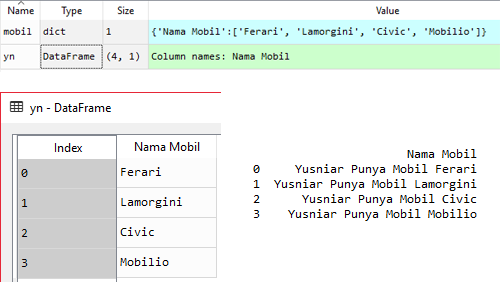 Name Type Size Value
mobil dict 1 {'Nama Mobil':['Ferari', 'Lamorgini', 'Civic', 'Mobilio']}
yn DataFrame (4, 1) Column names: Nama Mobil
yn - DataFrame
Index Nama Mobil
0 Ferari
1 Lamorgini
2 Civic
3 Mobilio
Nama Mobil
0 Yusniar Punya Mobil Ferari
1 Yusniar Punya Mobil Lamorgini
2 Yusniar Punya Mobil Civic
3 Yusniar Punya Mobil Mobilio